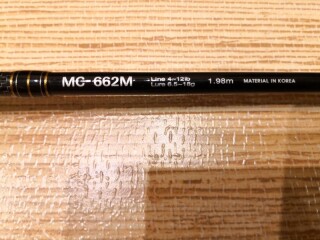 MC-662M Line 4-12lb 1.98m MATERIAL IN KOREA
Lure 6.5-18g